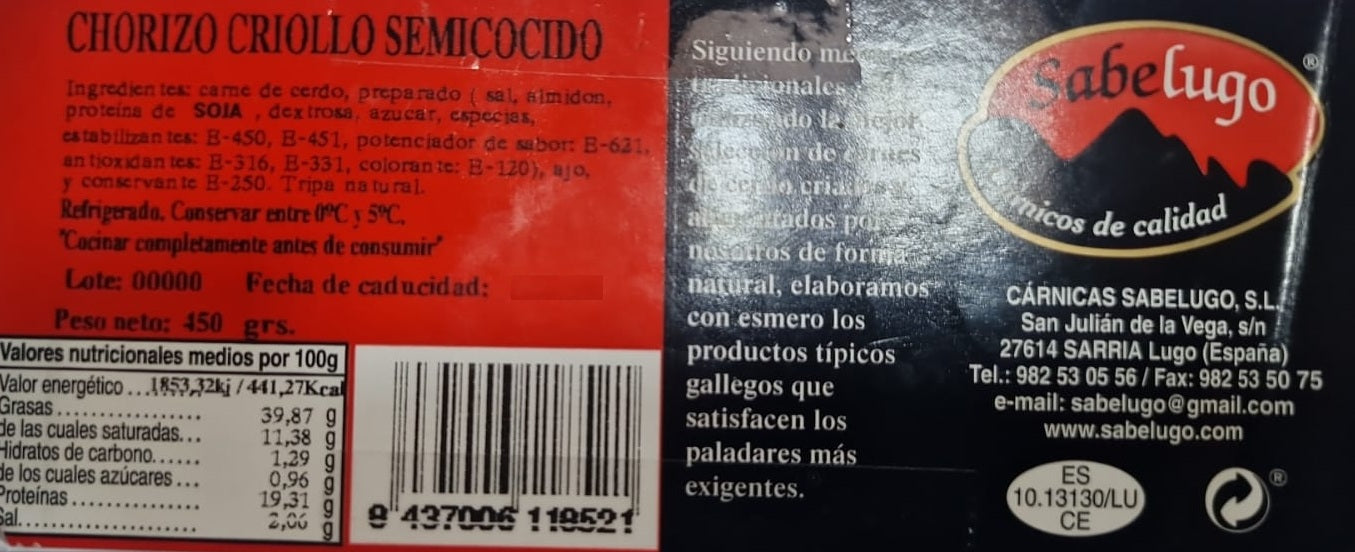 CHORIZO CRIOLLO SEMICOCIDO
Ingredientes: carne de cerdo, preparado ( sal, almidon,
proteína de SOJA , dextrosa, azucar, especias,
estabilizantes: E-450, E-451, potenciador de sabor: E-621,
antioxidantes: E-316, E-331, colorante: E-120), ajo,
y conservante E-250. Tripa natural.
Refrigerado. Conservar entre 0ºC y 5ºC.
"Cocinar completamente antes de consumir"
Lote: 00000 Fecha de caducidad:
Peso neto: 450 grs.
Valores nutricionales medios por 100g
Valor energético...1853,32kj / 441,27Kcal
Grasas............... 39,87 g
de las cuales saturadas... 11,38 g
Hidratos de carbono...... 1,29 g
de los cuales azúcares... 0,96 g
Proteínas............. 19,31 g
Sal.................... 2,06 g
8 437006 118521
Siguiendo
de
criados
por
nosotros de forma
natural, elaboramos
con esmero los
productos típicos
gallegos que
satisfacen los
paladares más
exigentes.
Sabelugo ®
de calidad
CÁRNICAS SABELUGO, S.L.
San Julián de la Vega, s/n
27614 SARRIA Lugo (España)
Tel.: 982 53 05 56 / Fax: 982 53 50 75
e-mail: sabelugo@gmail.com
www.sabelugo.com
ES
10.13130/LU
CE
®